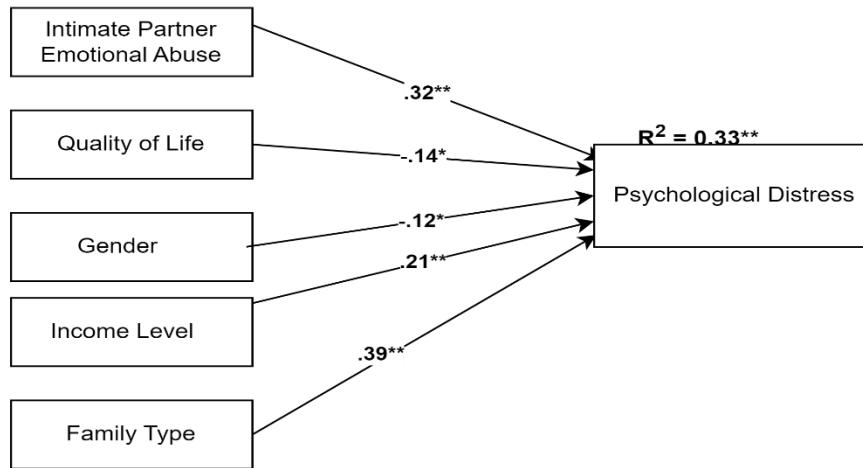 Intimate Partner
Emotional Abuse
.32**
R² = 0.33**
Quality of Life
-.14*
Psychological Distress
-.12*
Gender
.21**
Income Level
.39**
Family Type